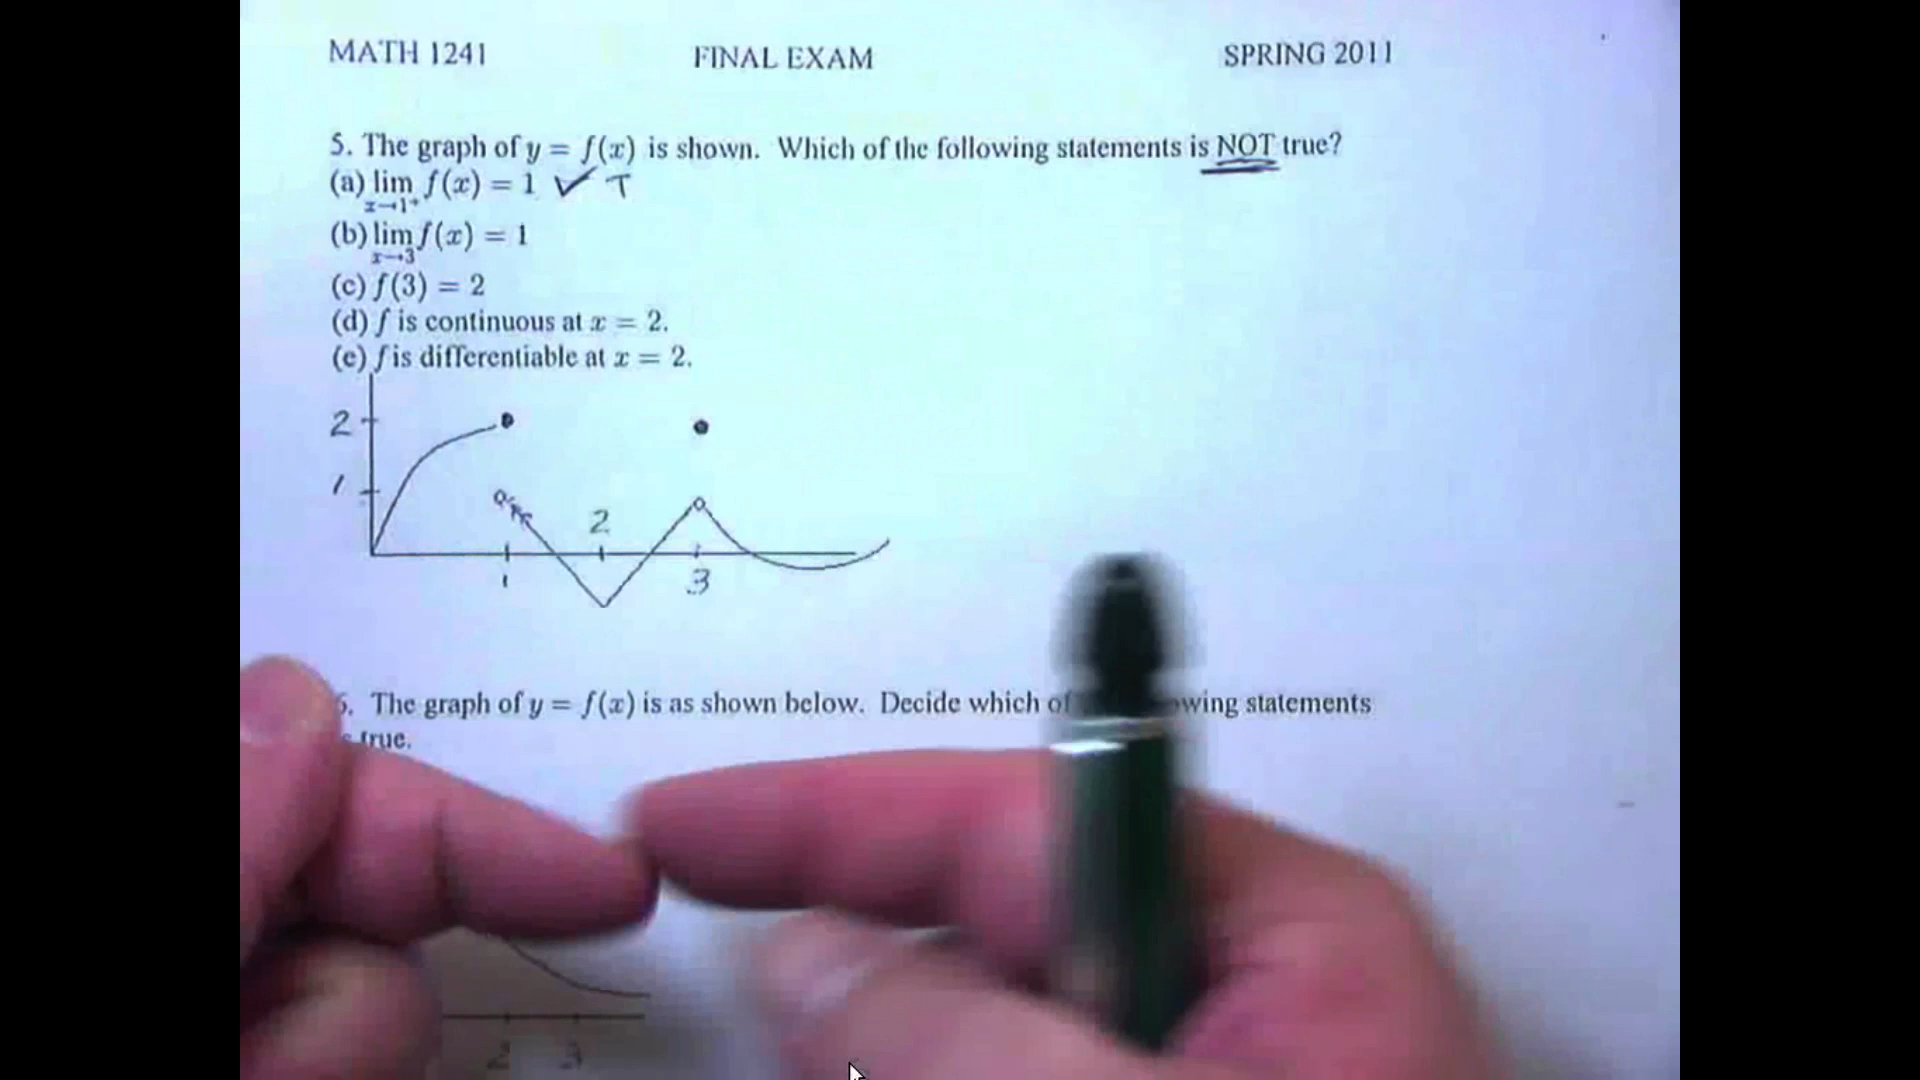 MATH 1241 FINAL EXAM SPRING 2011
5. The graph of y = f(x) is shown. Which of the following statements is NOT true?
(a) lim f(x) = 1 ✓ T
x→1⁺
(b) lim f(x) = 1
x→3
(c) f(3) = 2
(d) f is continuous at x = 2.
(e) f is differentiable at x = 2.
2
1
2
1 3
The graph of y = f(x) is as shown below. Decide which of statements
true.
2 3